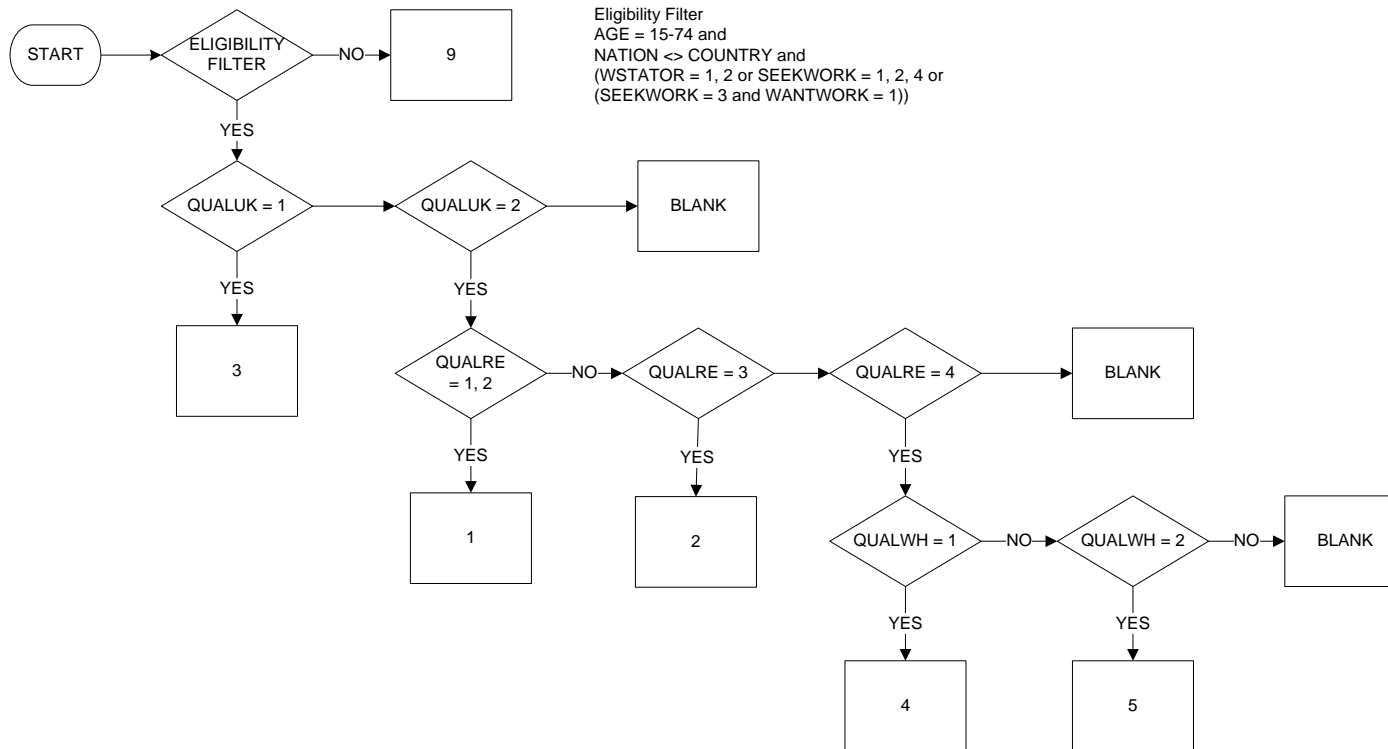 START
ELIGIBILITY
FILTER
NO
9
Eligibility Filter
AGE = 15-74 and
NATION <> COUNTRY and
(WSTATOR = 1, 2 or SEEKWORK = 1, 2, 4 or
(SEEKWORK = 3 and WANTWORK = 1))
YES
QUALUK = 1
QUALUK = 2
BLANK
YES
YES
3
QUALRE
= 1, 2
NO
QUALRE = 3
QUALRE = 4
BLANK
YES
YES
YES
1
2
QUALWH = 1
NO
QUALWH = 2
NO
BLANK
YES
YES
4
5